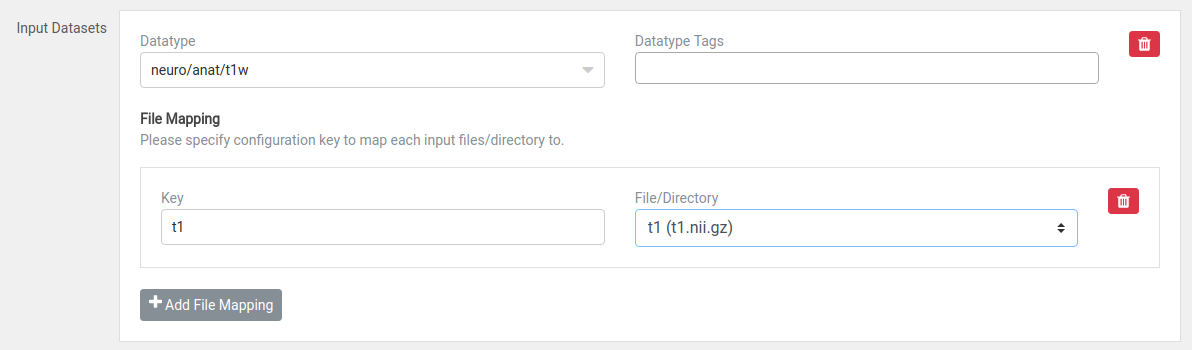 Input Datasets
Datatype
Datatype Tags
neuro/anat/t1w
File Mapping
Please specify configuration key to map each input files/directory to.
Key
File/Directory
t1
t1 (t1.nii.gz)
Add File Mapping